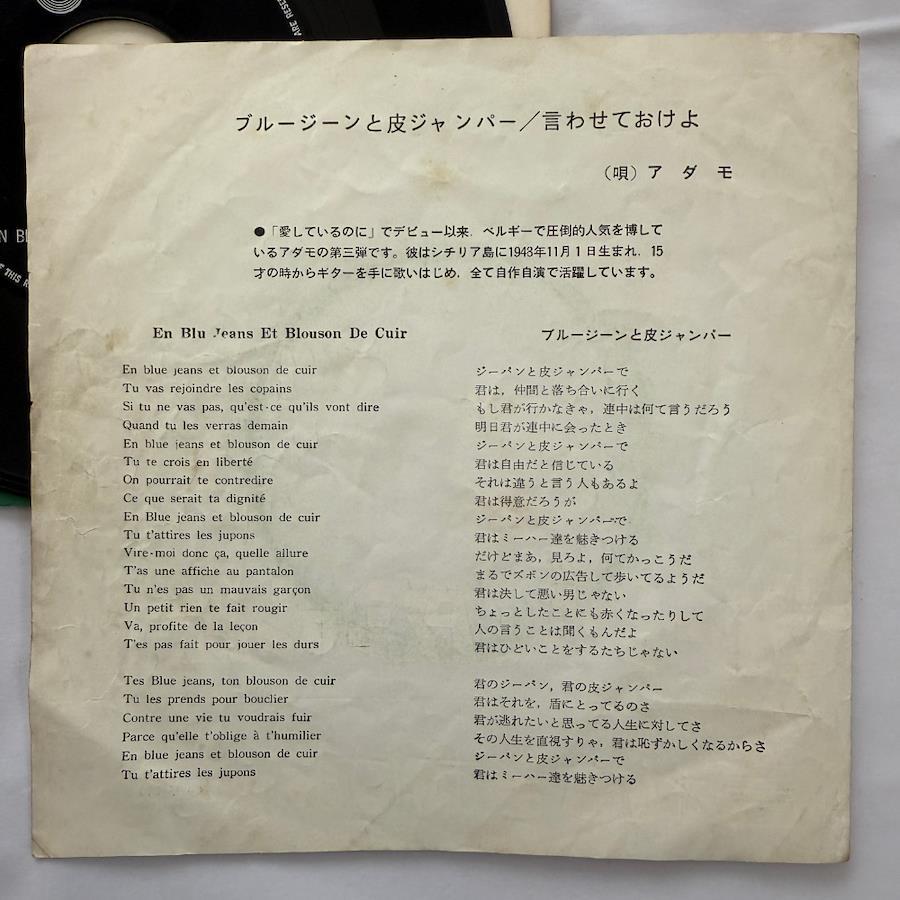 ARE RESE
N BL
F THIS R
ブルージーンと皮ジャンパー／言わせておけよ
（唄）アダモ
●「愛しているのに」でデビュー以来，ベルギーで圧倒的人気を博して
いるアダモの第三弾です。彼はシチリア島に1943年11月1日生まれ，15
才の時からギターを手に歌いはじめ，全て自作自演で活躍しています。
En Blu Jeans Et Blouson De Cuir
En blue jeans et blouson de cuir
Tu vas rejoindre les copains
Si tu ne vas pas, qu'est-ce qu'ils vont dire
Quand tu les verras demain
En blue jeans et blouson de cuir
Tu te crois en liberté
On pourrait te contredire
Ce que serait ta dignité
En Blue jeans et blouson de cuir
Tu t'attires les jupons
Vire-moi donc ça, quelle allure
T'as une affiche au pantalon
Tu n'es pas un mauvais garçon
Un petit rien te fait rougir
Va, profite de la leçon
T'es pas fait pour jouer les durs
Tes Blue jeans, ton blouson de cuir
Tu les prends pour bouclier
Contre une vie tu voudrais fuir
Parce qu'elle t'oblige à t'humilier
En blue jeans et blouson de cuir
Tu t'attires les jupons
ブルージーンと皮ジャンパー
ジーパンと皮ジャンパーで
君は，仲間と落ち合いに行く
もし君が行かなきゃ，連中は何て言うだろう
明日君が連中に会ったとき
ジーパンと皮ジャンパーで
君は自由だと信じている
それは違うと言う人もあるよ
君は得意だろうが
ジーパンと皮ジャンパーで
君はミーハー達を魅きつける
だけどまあ，見ろよ，何てかっこうだ
まるでズボンの広告して歩いてるようだ
君は決して悪い男じゃない
ちょっとしたことにも赤くなったりして
人の言うことは聞くもんだよ
君はひどいことをするたちじゃない
君のジーパン，君の皮ジャンパー
君はそれを，盾にとってるのさ
君が逃れたいと思ってる人生に対してさ
その人生を直視すりゃ，君は恥ずかしくなるからさ
ジーパンと皮ジャンパーで
君はミーハー達を魅きつける